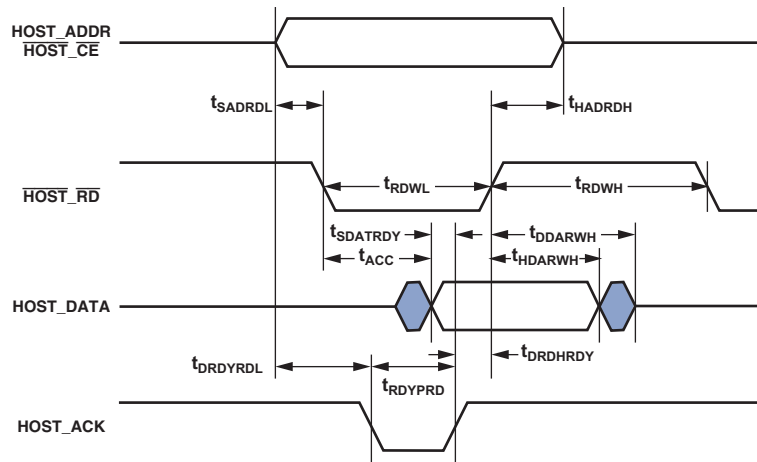 HOST_ADDR
HOST_CE
tSADRDL
tHADRDH
HOST_RD
tRDWL
tRDWH
tSDATRDY
tDDARWH
tACC
tHDARWH
HOST_DATA
tDRDYRDL
tRDYPRD
tDRDHRDY
HOST_ACK